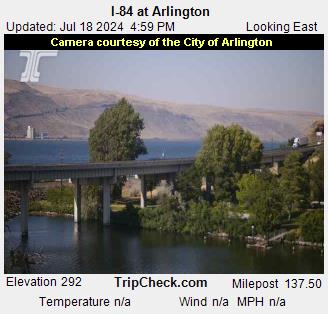 I-84 at Arlington
Updated: Jul 18 2024 4:59 PM Looking East
Camera courtesy of the City of Arlington
Elevation 292 TripCheck.com Milepost 137.50
Temperature n/a Wind n/a MPH n/a